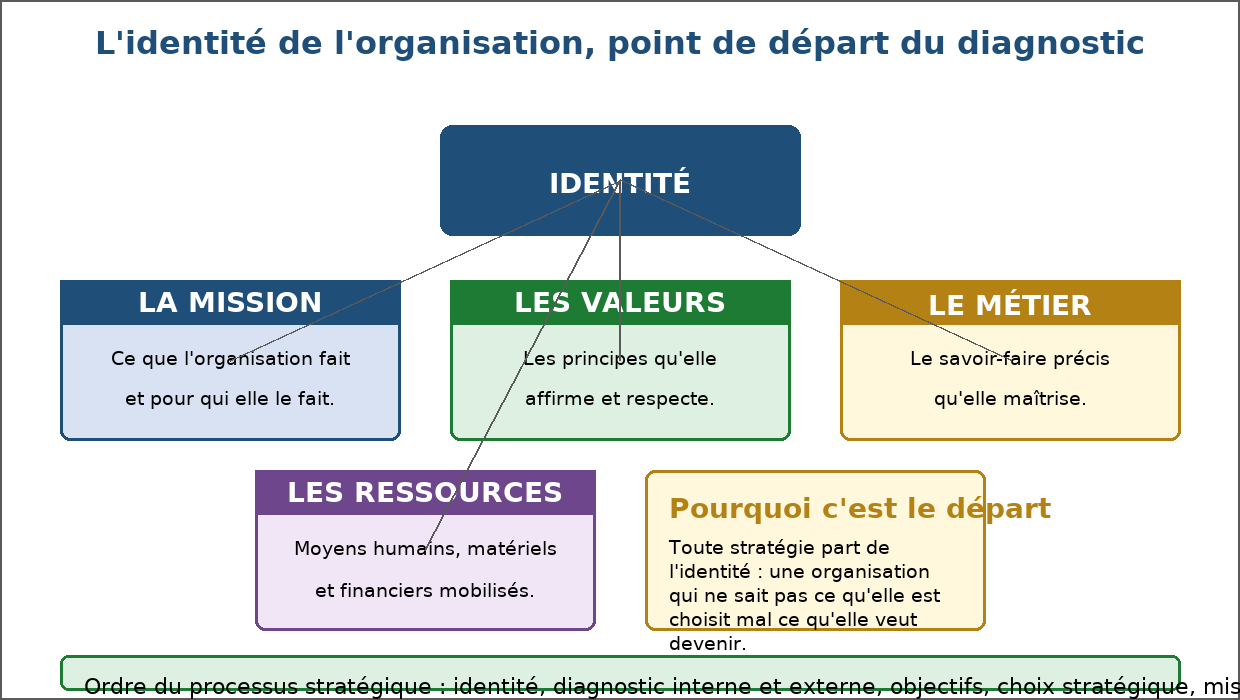 L'identité de l'organisation, point de départ du diagnostic
IDENTITÉ
LA MISSION
Ce que l'organisation fait
et pour qui elle le fait.
LES VALEURS
Les principes qu'elle
affirme et respecte.
LE MÉTIER
Le savoir-faire précis
qu'elle maîtrise.
LES RESSOURCES
Moyens humains, matériels
et financiers mobilisés.
Pourquoi c'est le départ
Toute stratégie part de
l'identité : une organisation
qui ne sait pas ce qu'elle est
choisit mal ce qu'elle veut
devenir.
Ordre du processus stratégique : identité, diagnostic interne et externe, objectifs, choix stratégique,